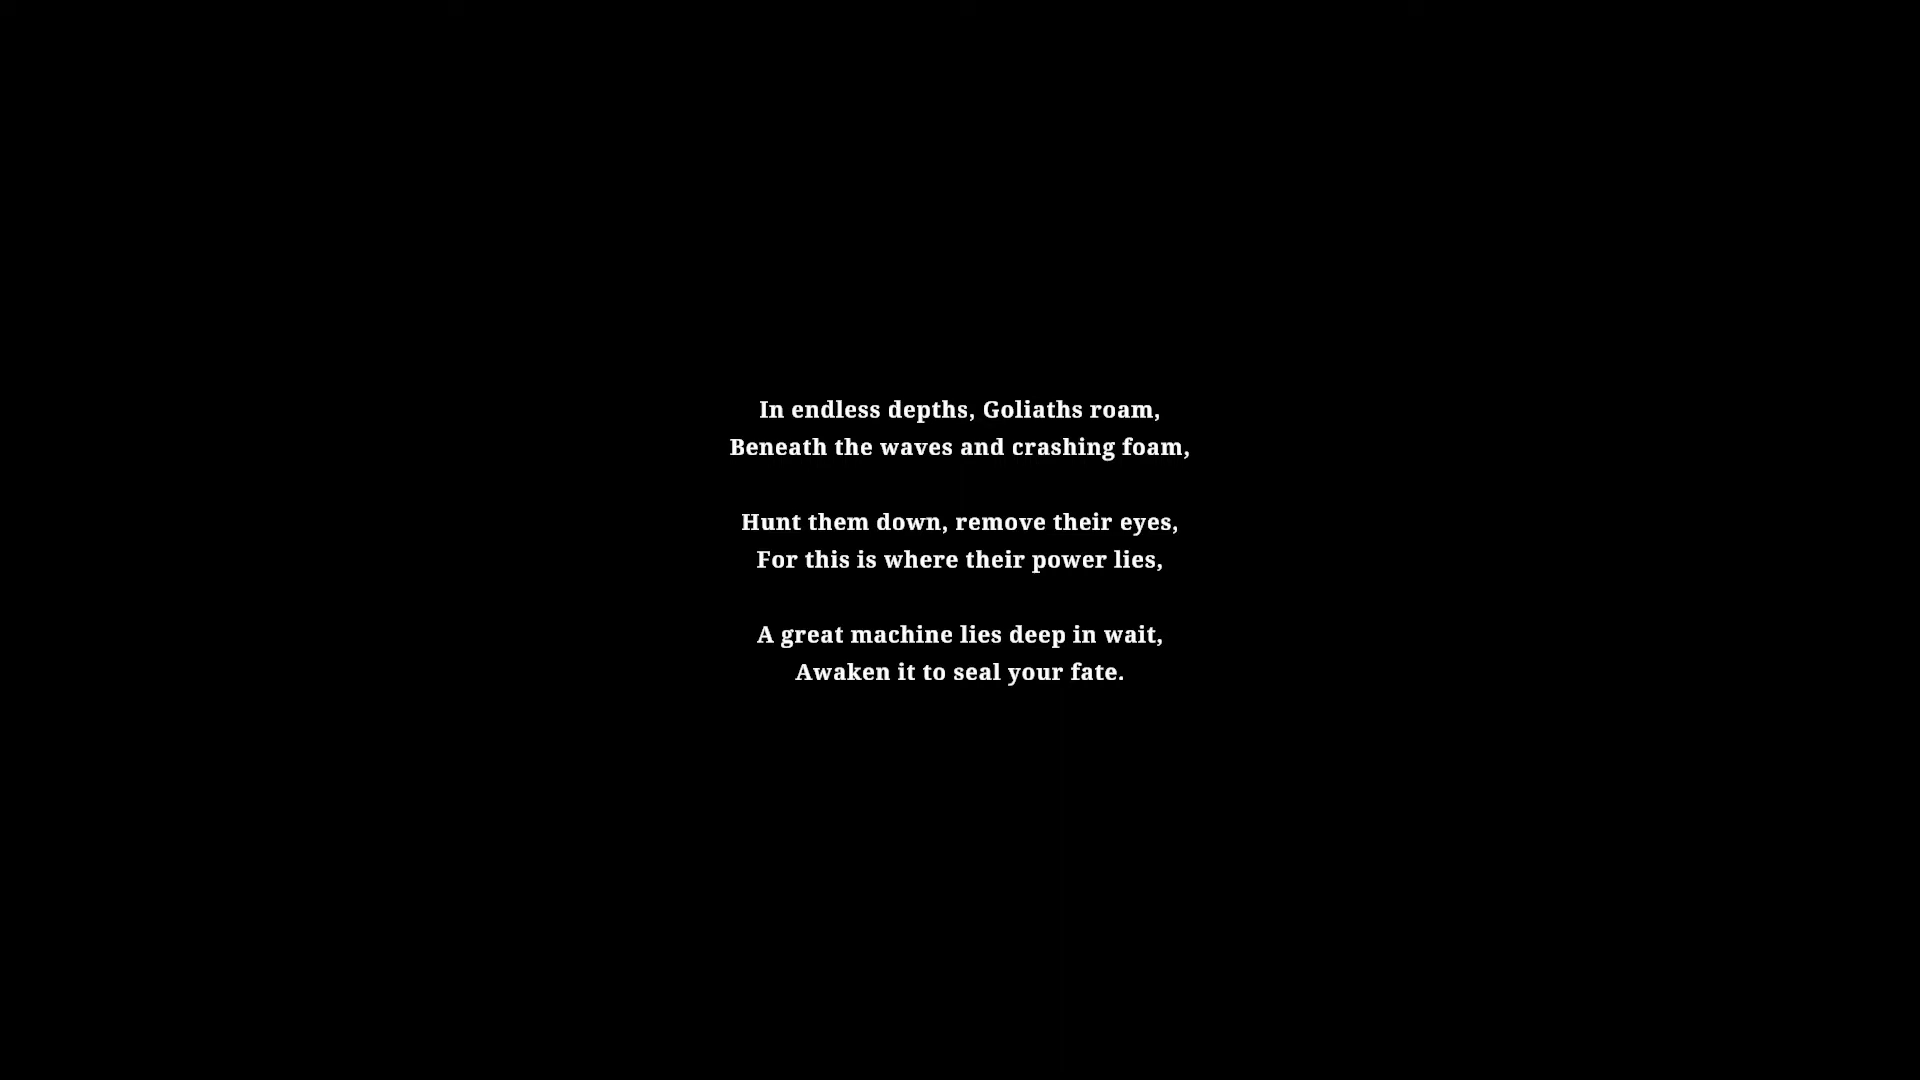 In endless depths, Goliaths roam,
Beneath the waves and crashing foam,
Hunt them down, remove their eyes,
For this is where their power lies,
A great machine lies deep in wait,
Awaken it to seal your fate.